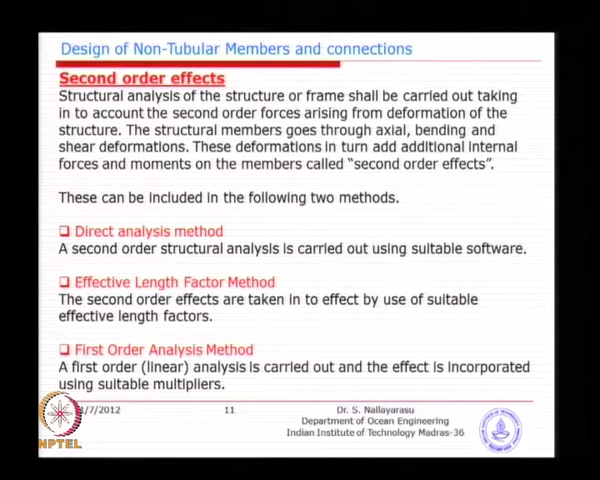 Design of Non-Tubular Members and connections
Second order effects
Structural analysis of the structure or frame shall be carried out taking
in to account the second order forces arising from deformation of the
structure. The structural members goes through axial, bending and
shear deformations. These deformations in turn add additional internal
forces and moments on the members called "second order effects".
These can be included in the following two methods.
Direct analysis method
A second order structural analysis is carried out using suitable software.
Effective Length Factor Method
The second order effects are taken in to effect by use of suitable
effective length factors.
First Order Analysis Method
A first order (linear) analysis is carried out and the effect is incorporated
using suitable multipliers.
/7/2012
11
Dr. S. Nallayarasu
Department of Ocean Engineering
Indian Institute of Technology Madras-36
NPTEL